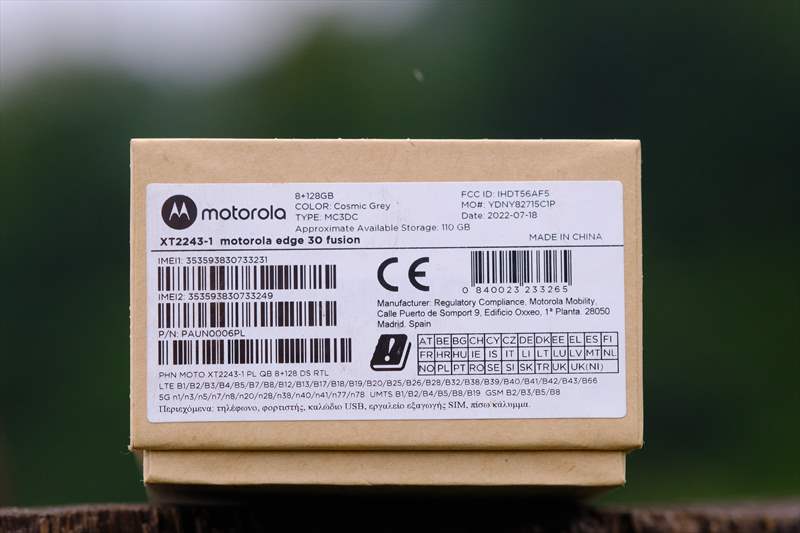 motorola
8+128GB
COLOR: Cosmic Grey
TYPE: MC3DC
Approximate Available Storage: 110 GB
FCC ID: IHDT56AF5
MO#: YDNY82715C1P
Date: 2022-07-18
XT2243-1 motorola edge 30 fusion
MADE IN CHINA
IMEI1: 353593830733231
IMEI2: 353593830733249
P/N: PAUN0006PL
CE
0 840023 233265
Manufacturer: Regulatory Compliance, Motorola Mobility,
Calle Puerto de Somport 9, Edificio Oxxeo, 1ª Planta. 28050
Madrid. Spain
AT BE BG CH CY CZ DE DK EE EL ES FI
FR HR HU IE IS IT LI LT LU LV MT NL
NO PL PT RO SE SI SK TR UK UK(NI)
PHN MOTO XT2243-1 PL QB 8+128 DS RTL
LTE B1/B2/B3/B4/B5/B7/B8/B12/B13/B17/B18/B19/B20/B25/B26/B28/B32/B38/B39/B40/B41/B42/B43/B66
5G n1/n3/n5/n7/n8/n20/n28/n38/n40/n41/n77/n78 UMTS B1/B2/B4/B5/B8/B19 GSM B2/B3/B5/B8
Περιεχόμενα: τηλέφωνο, φορτιστής, καλώδιο USB, εργαλείο εξαγωγής SIM, πίσω κάλυμμα.